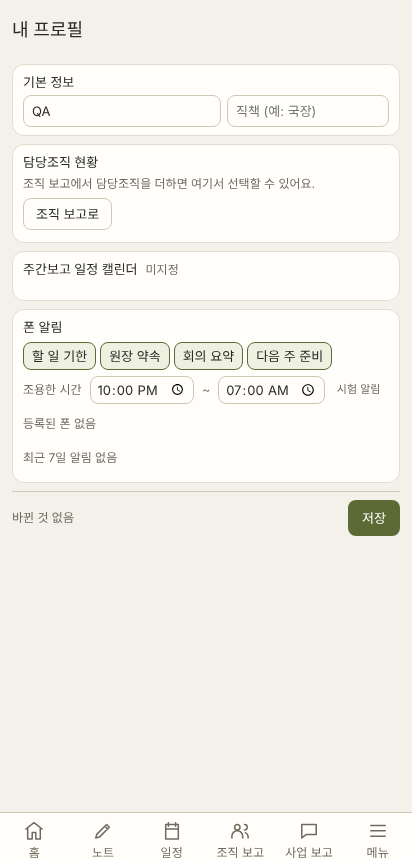 내 프로필
기본 정보
QA 직책 (예: 국장)
담당조직 현황
조직 보고에서 담당조직을 더하면 여기서 선택할 수 있어요.
조직 보고로
주간보고 일정 캘린더 미지정
폰 알림
할 일 기한 원장 약속 회의 요약 다음 주 준비
조용한 시간 10:00 PM ~ 07:00 AM 시험 알림
등록된 폰 없음
최근 7일 알림 없음
바뀐 것 없음 저장
홈 노트 일정 조직 보고 사업 보고 메뉴